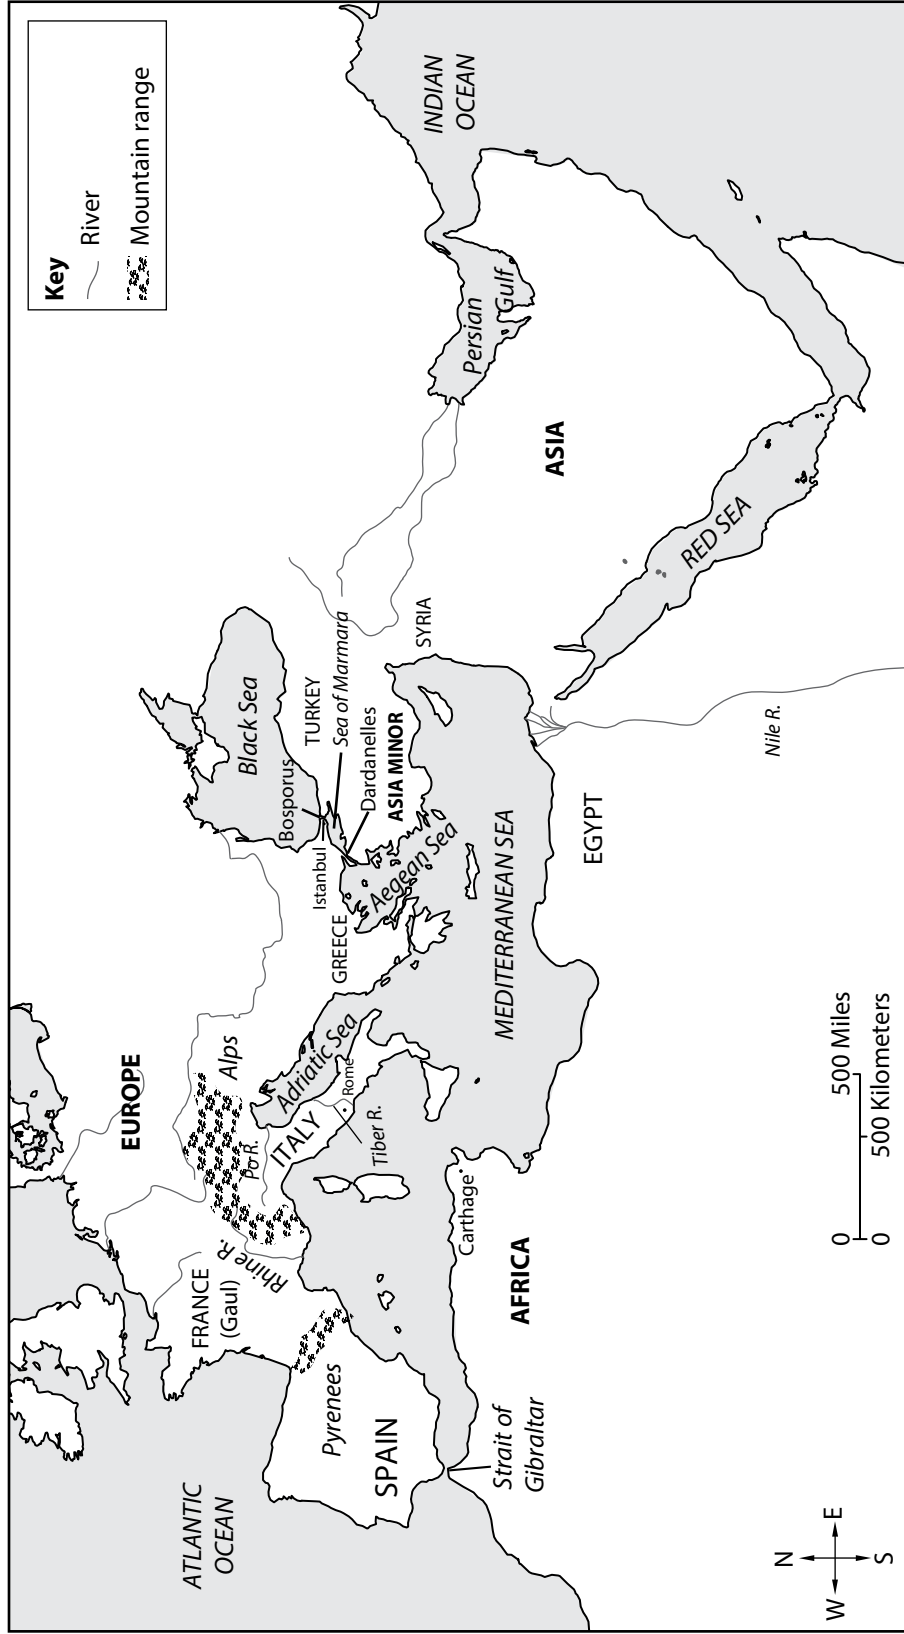 Key
River
Mountain range
ATLANTIC
OCEAN
EUROPE
FRANCE
(Gaul)
Rhine R.
Alps
Po R.
ITALY
Adriatic Sea
Tiber R.
Rome
Pyrenees
SPAIN
Strait of
Gibraltar
AFRICA
Carthage
MEDITERRANEAN SEA
GREECE
Aegean Sea
Istanbul
Bosporus
Black Sea
TURKEY
Sea of Marmara
Dardanelles
ASIA MINOR
SYRIA
EGYPT
Nile R.
RED SEA
ASIA
Persian
Gulf
INDIAN
OCEAN
N
W
E
S
0
500 Miles
0
500 Kilometers